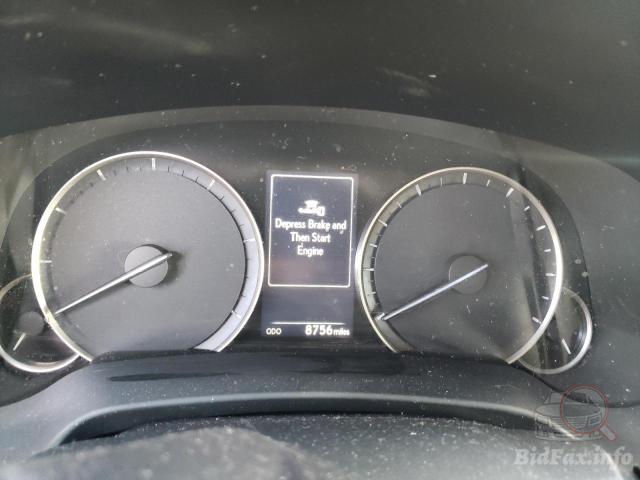 Depress Brake and
Then Start
Engine
ODO 8756 miles
BidFax.info